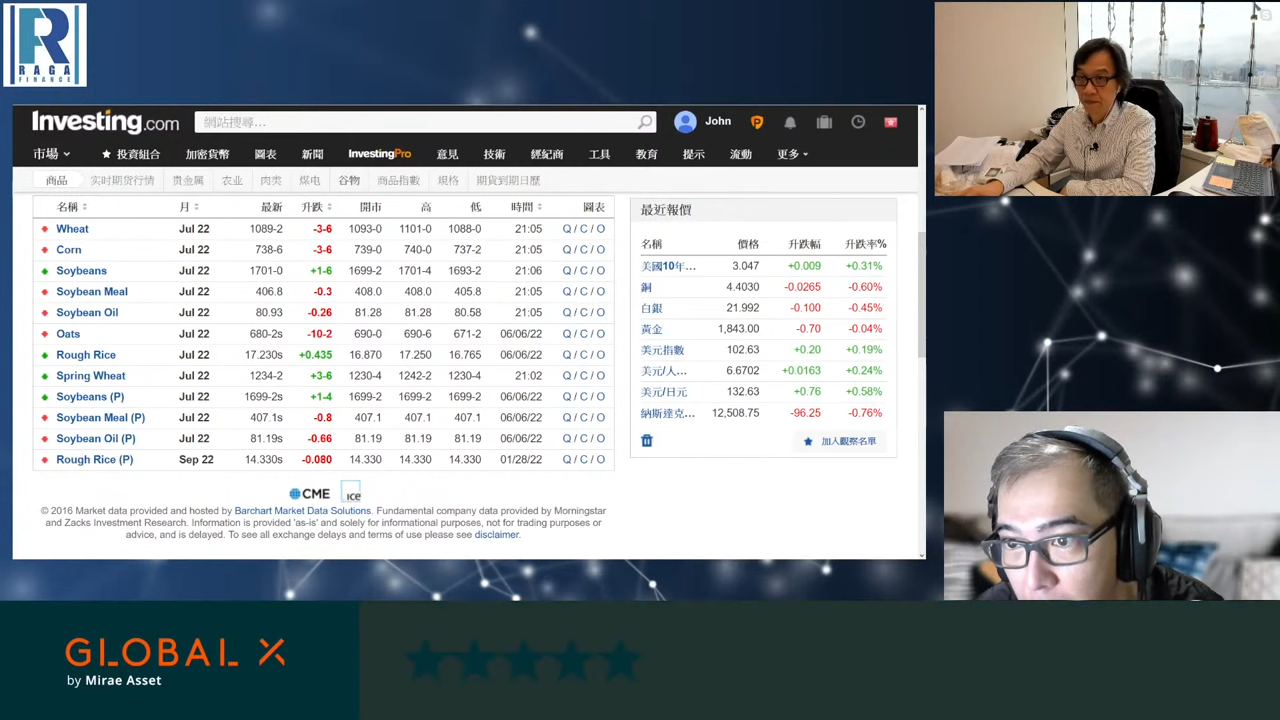 R
RAGA
FINANCE
Investing.com
網站搜尋...
John
市場 投資組合 加密貨幣 圖表 新聞 InvestingPro 意見 技術 經紀商 工具 教育 提示 流動 更多
商品 实时期货行情 贵金属 农业 肉类 煤电 谷物 商品指數 規格 期貨到期日歷
名稱 月 最新 升跌 開市 高 低 時間 圖表
Wheat Jul 22 1089-2 -3-6 1093-0 1101-0 1088-0 21:05 Q / C / O
Corn Jul 22 738-6 -3-6 739-0 740-0 737-2 21:05 Q / C / O
Soybeans Jul 22 1701-0 +1-6 1699-2 1701-4 1693-2 21:06 Q / C / O
Soybean Meal Jul 22 406.8 -0.3 408.0 408.0 405.8 21:05 Q / C / O
Soybean Oil Jul 22 80.93 -0.26 81.28 81.28 80.58 21:05 Q / C / O
Oats Jul 22 680-2s -10-2 690-0 690-6 671-2 06/06/22 Q / C / O
Rough Rice Jul 22 17.230s +0.435 16.870 17.250 16.765 06/06/22 Q / C / O
Spring Wheat Jul 22 1234-2 +3-6 1230-4 1242-2 1230-4 21:02 Q / C / O
Soybeans (P) Jul 22 1699-2s +1-4 1699-2 1699-2 1699-2 06/06/22 Q / C / O
Soybean Meal (P) Jul 22 407.1s -0.8 407.1 407.1 407.1 06/06/22 Q / C / O
Soybean Oil (P) Jul 22 81.19s -0.66 81.19 81.19 81.19 06/06/22 Q / C / O
Rough Rice (P) Sep 22 14.330s -0.080 14.330 14.330 14.330 01/28/22 Q / C / O
CME ice
© 2016 Market data provided and hosted by Barchart Market Data Solutions. Fundamental company data provided by Morningstar
and Zacks Investment Research. Information is provided 'as-is' and solely for informational purposes, not for trading purposes or
advice, and is delayed. To see all exchange delays and terms of use please see disclaimer.
最近報價
名稱 價格 升跌幅 升跌率%
美國10年... 3.047 +0.009 +0.31%
銅 4.4030 -0.0265 -0.60%
白銀 21.992 -0.100 -0.45%
黃金 1,843.00 -0.70 -0.04%
美元指數 102.63 +0.20 +0.19%
美元/人... 6.6702 +0.0163 +0.24%
美元/日元 132.63 +0.76 +0.58%
納斯達克... 12,508.75 -96.25 -0.76%
加入觀察名單
GLOBAL X
by Mirae Asset